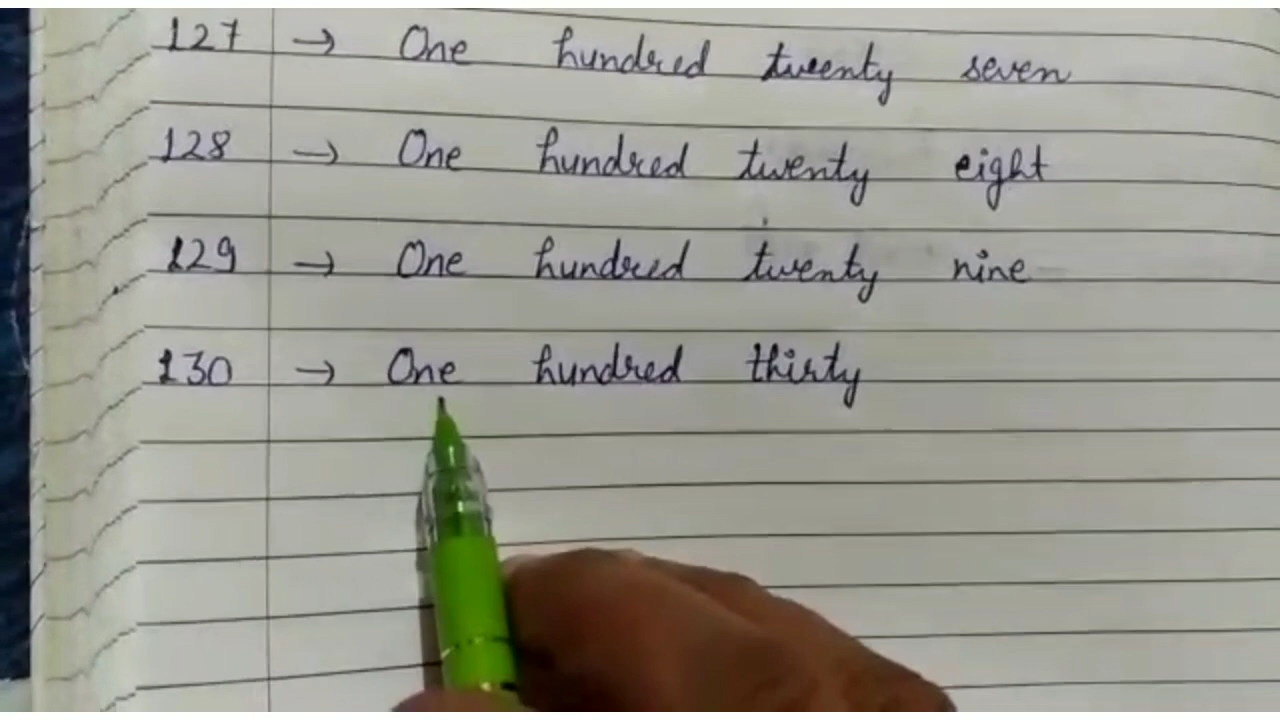 127 → One hundred twenty seven
128 → One hundred twenty eight
129 → One hundred twenty nine
130 → One hundred thirty